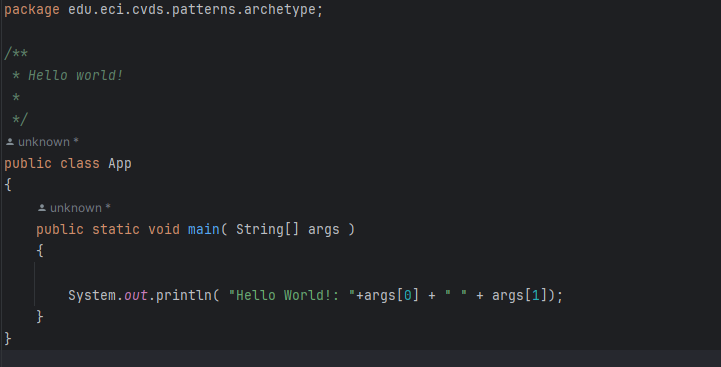 package edu.eci.cvds.patterns.archetype;
/**
 * Hello world!
 *
 */
unknown *
public class App
{
unknown *
    public static void main( String[] args )
    {
        System.out.println( "Hello World!: "+args[0] + " " + args[1]);
    }
}